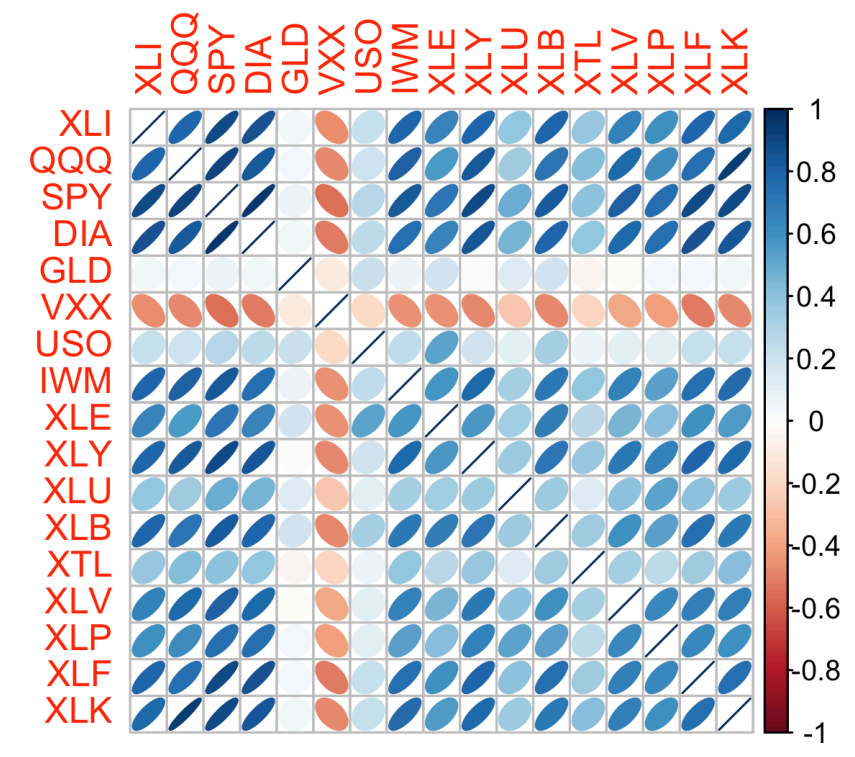 XLI QQQ SPY DIA GLD VXX USO IWM XLE XLY XLU XLB XTL XLV XLP XLF XLK
XLI
QQQ
SPY
DIA
GLD
VXX
USO
IWM
XLE
XLY
XLU
XLB
XTL
XLV
XLP
XLF
XLK
1
0.8
0.6
0.4
0.2
0
-0.2
-0.4
-0.6
-0.8
-1